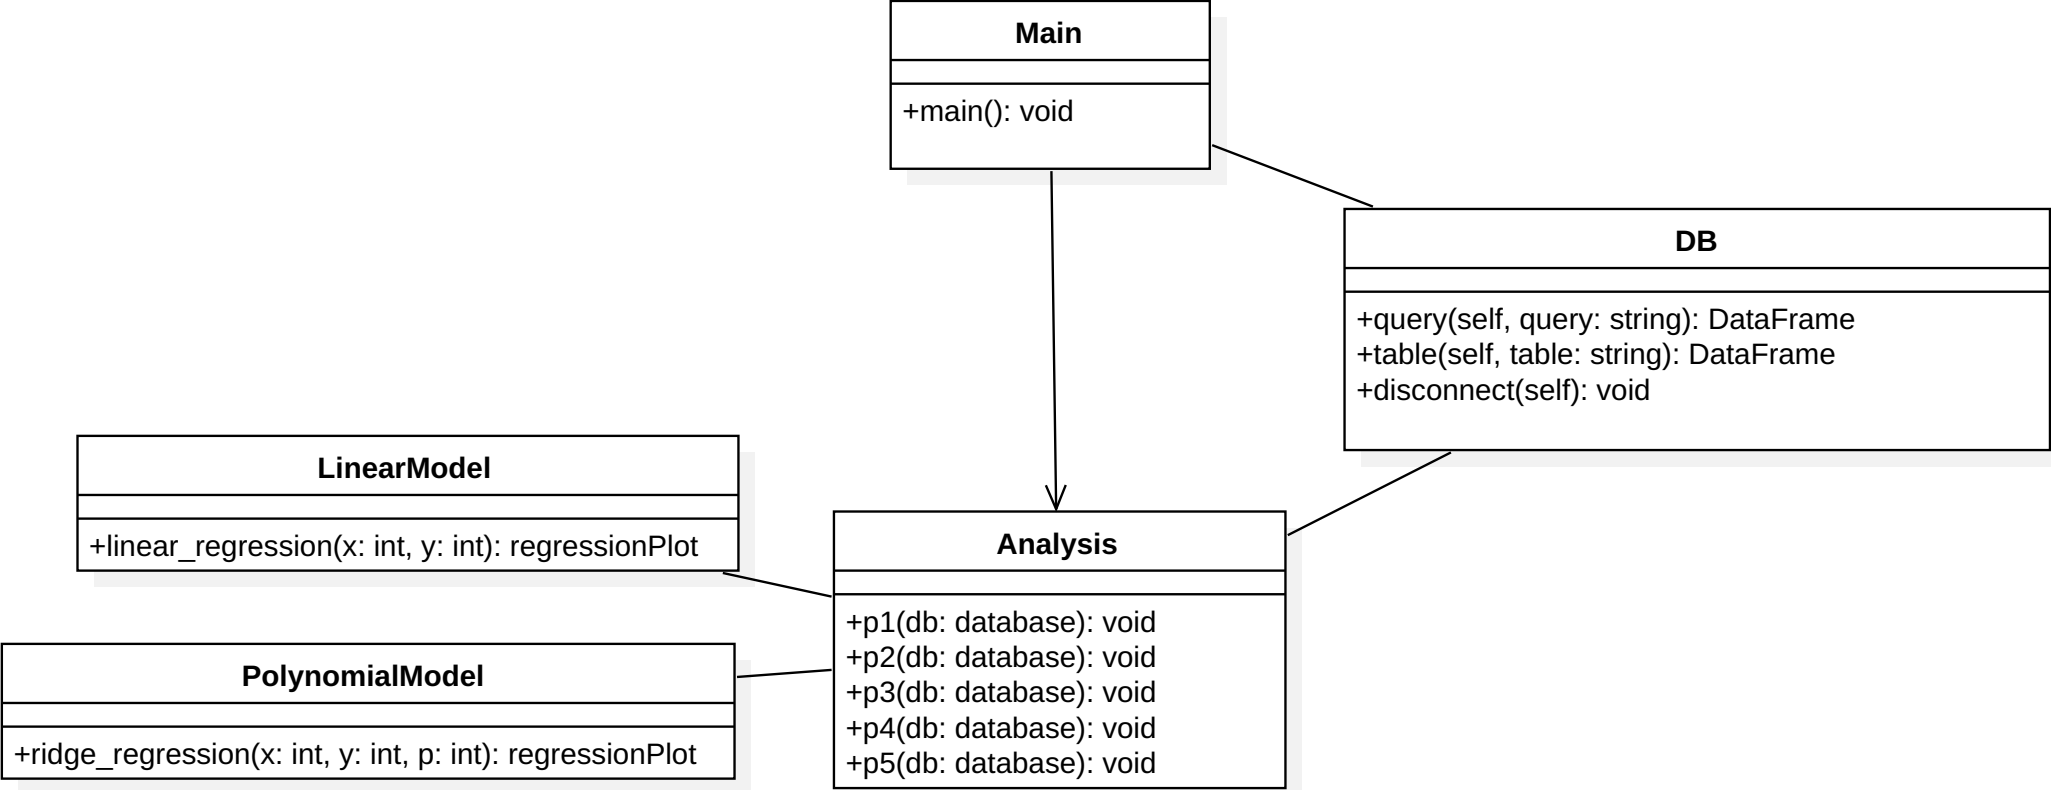 Main
+main(): void
DB
+query(self, query: string): DataFrame
+table(self, table: string): DataFrame
+disconnect(self): void
LinearModel
+linear_regression(x: int, y: int): regressionPlot
Analysis
+p1(db: database): void
+p2(db: database): void
+p3(db: database): void
+p4(db: database): void
+p5(db: database): void
PolynomialModel
+ridge_regression(x: int, y: int, p: int): regressionPlot